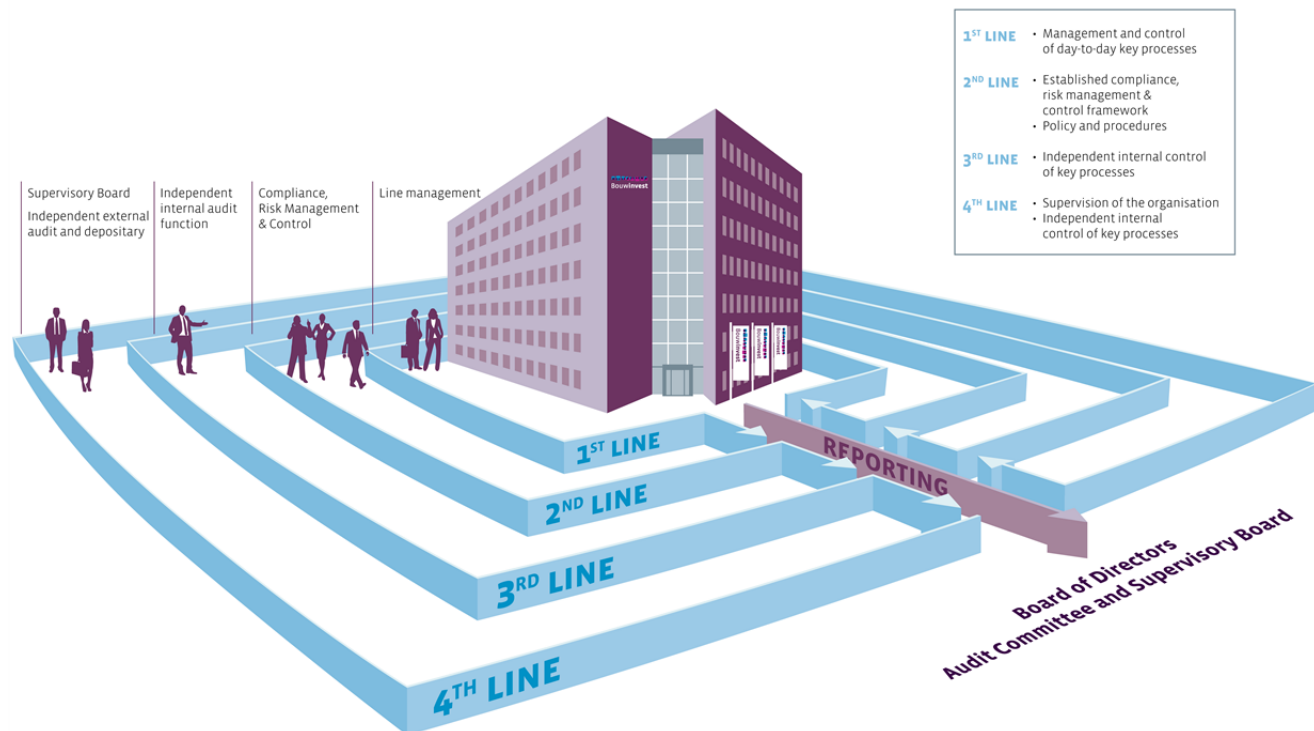 1ST LINE • Management and control
of day-to-day key processes
2ND LINE • Established compliance,
risk management &
control framework
• Policy and procedures
3RD LINE • Independent internal control
of key processes
4TH LINE • Supervision of the organisation
• Independent internal
control of key processes
Supervisory Board
Independent external
audit and depositary
Independent
internal audit
function
Compliance,
Risk Management
& Control
Line management
Bouwinvest
Bouwinvest
Bouwinvest
Bouwinvest
1ST LINE
2ND LINE
3RD LINE
4TH LINE
REPORTING
Board of Directors
Audit Committee and Supervisory Board